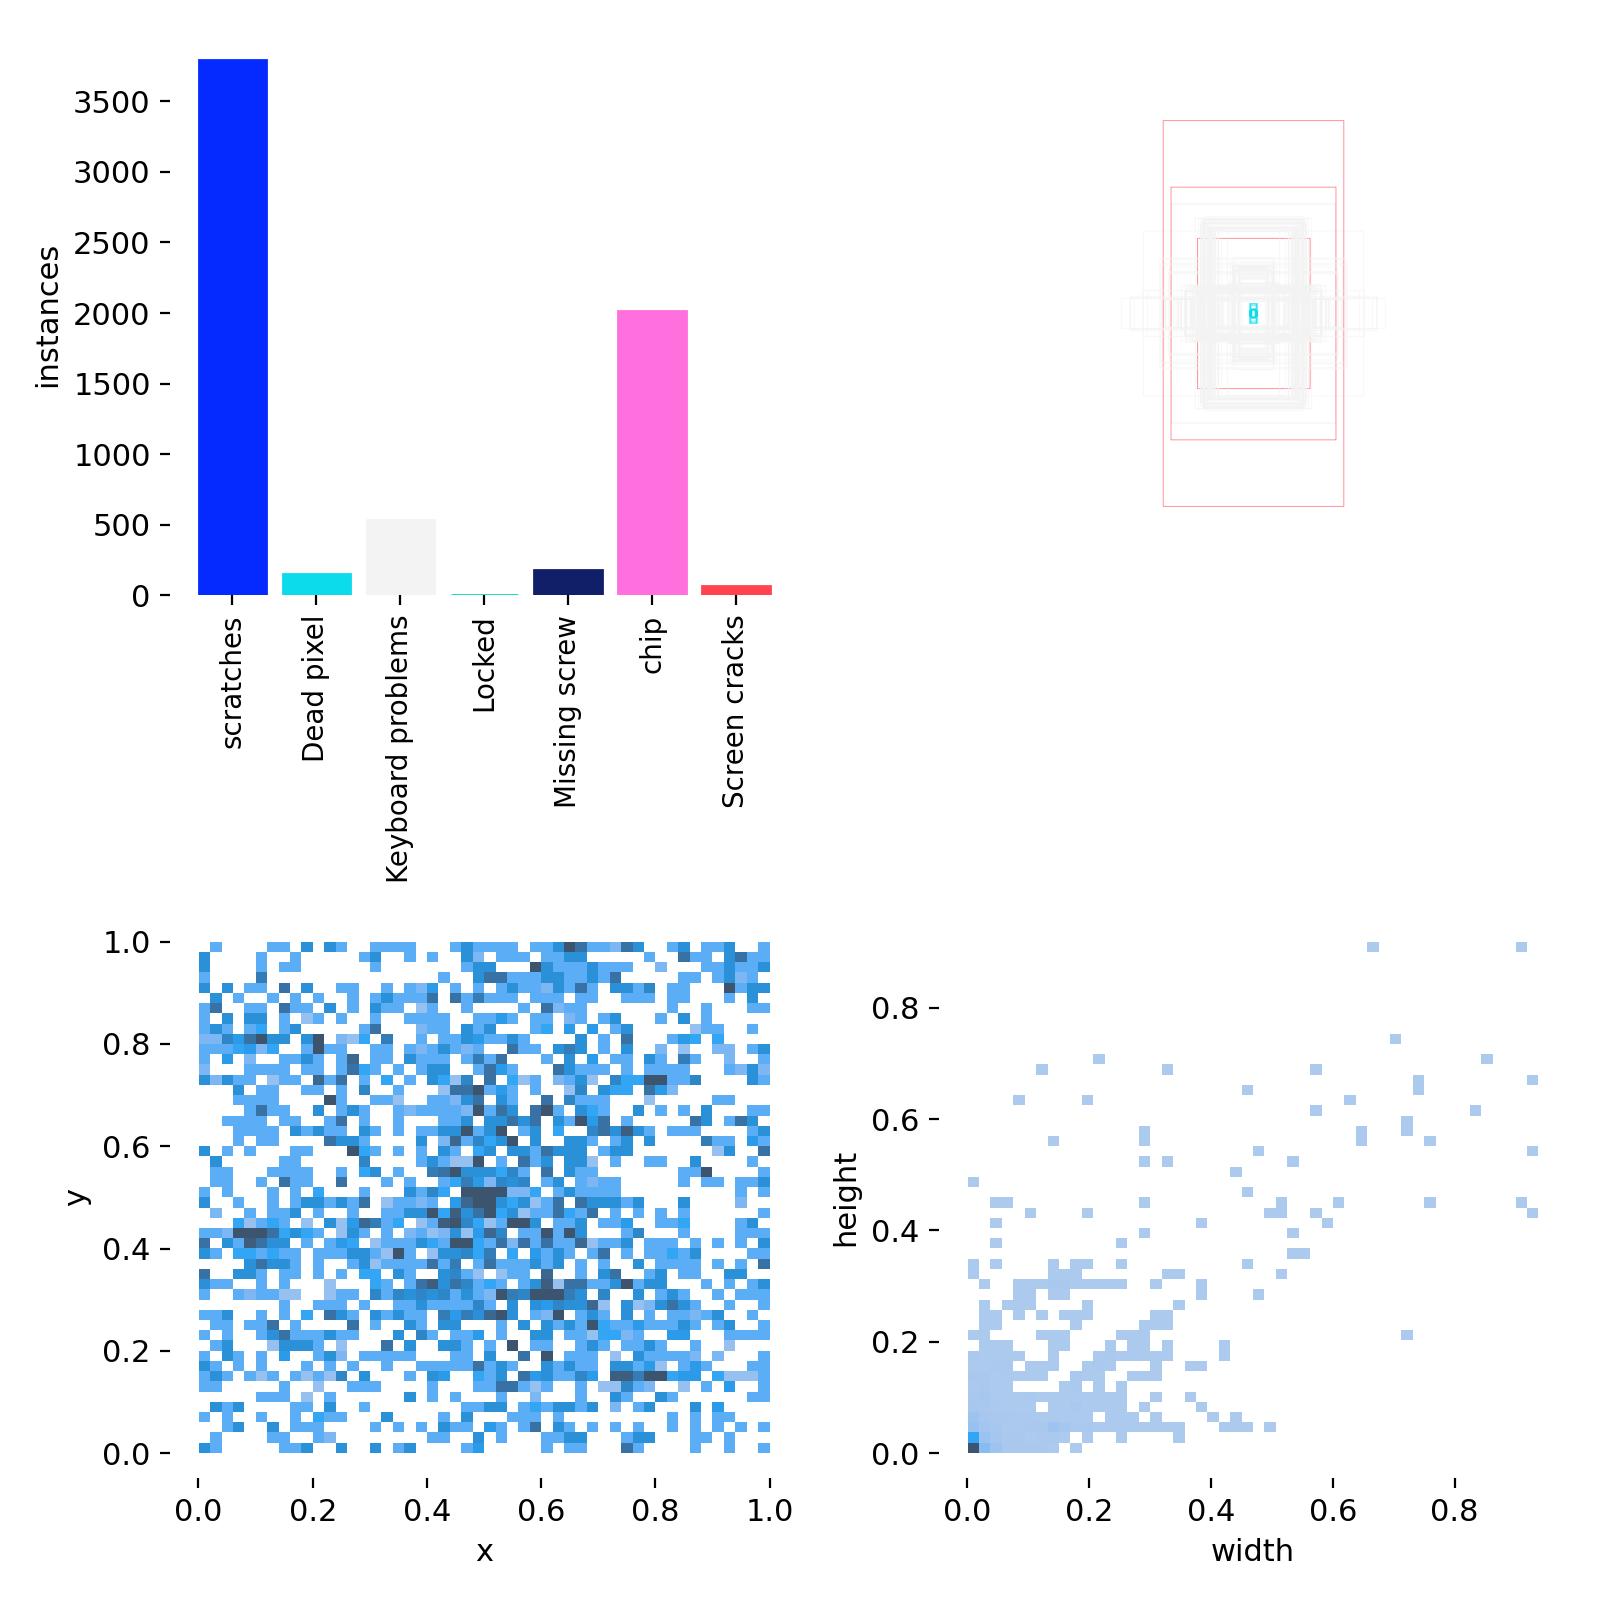 3500
3000
2500
2000
1500
1000
500
0
instances
scratches
Dead pixel
Keyboard problems
Locked
Missing screw
chip
Screen cracks
0
1.0
0.8
0.6
0.4
0.2
0.0
y
0.0 0.2 0.4 0.6 0.8 1.0
x
0.8
0.6
0.4
0.2
0.0
height
0.0 0.2 0.4 0.6 0.8
width